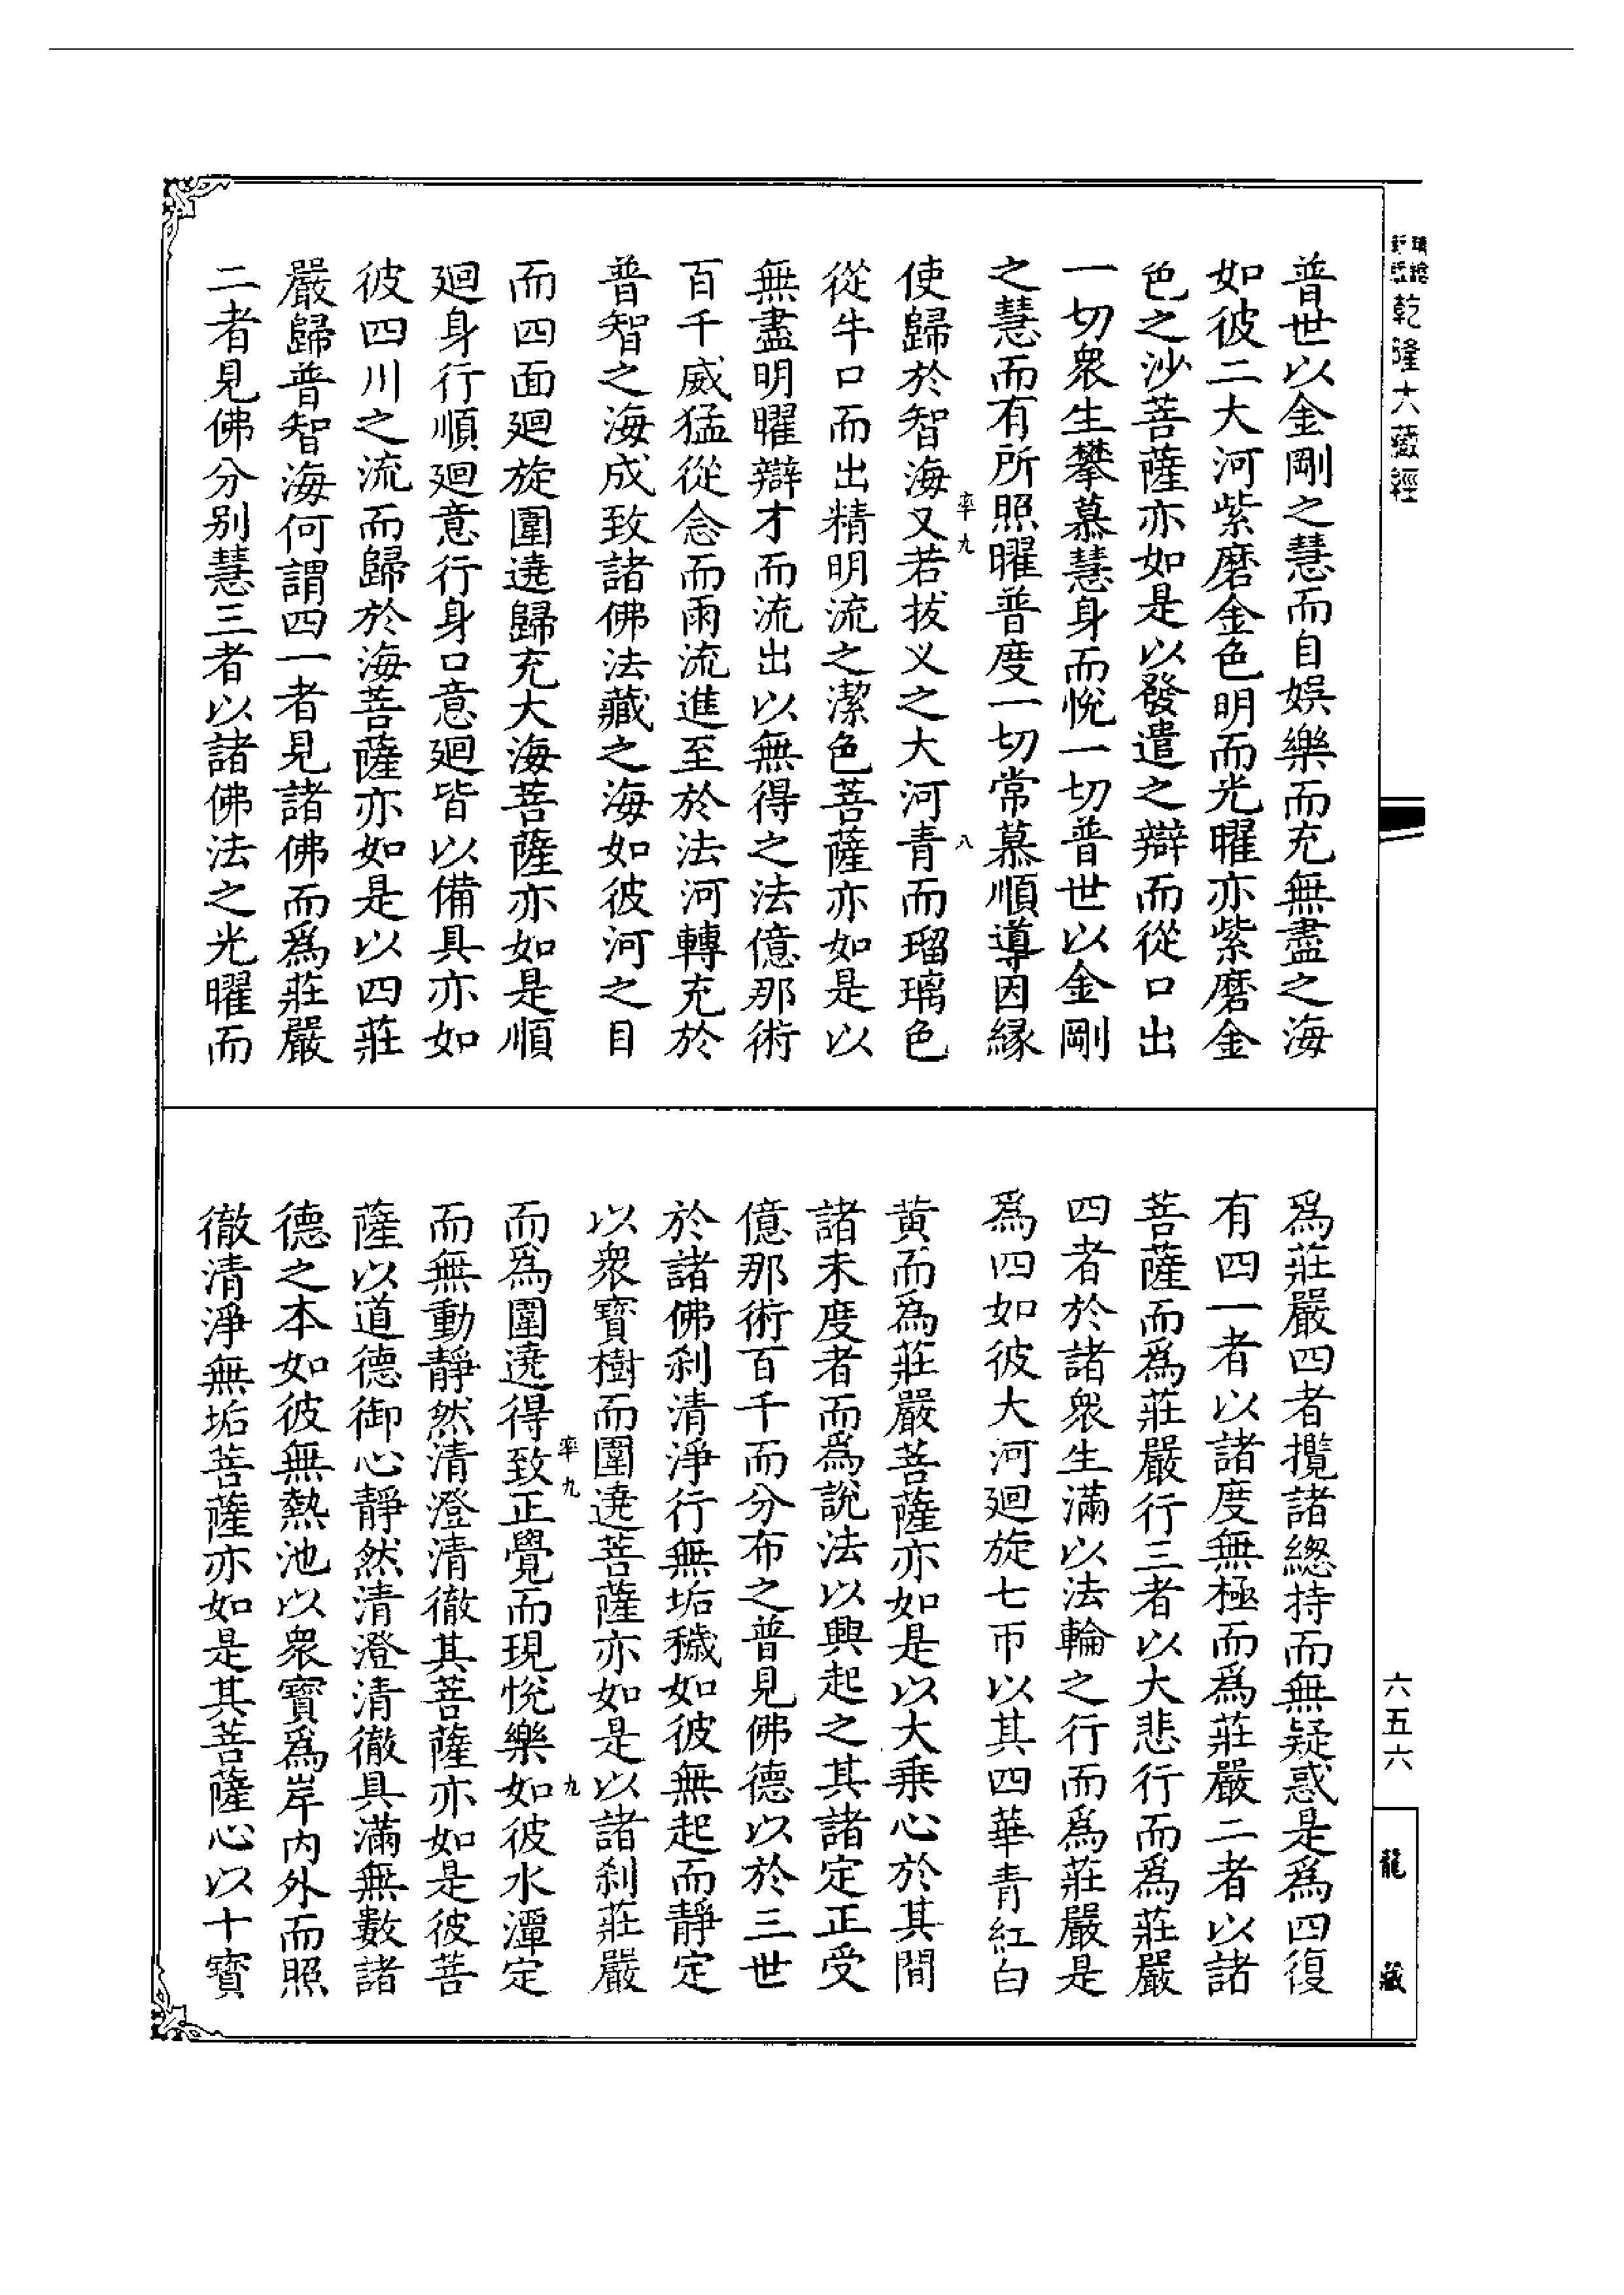 乾隆大藏經
普世以金剛之慧而自娛樂而充無盡之海
如彼二大河紫磨金色明而光曜亦紫磨金
色之沙菩薩亦如是以發遣之辯而從口出
一切衆生攀慕慧身而悅一切普世以金剛
之慧而有所照曜普度一切常慕順導因緣
率九 八
使歸於智海又若拔义之大河青而瑠璃色
從牛口而出精明流之潔色菩薩亦如是以
無盡明曜辯才而流出以無得之法億那術
百千威猛從念而雨流進至於法河轉充於
普智之海成致諸佛法藏之海如彼河之目
而四面廻旋圍遶歸充大海菩薩亦如是順
廻身行順廻意行身口意廻皆以備具亦如
彼四川之流而歸於海菩薩亦如是以四莊
嚴歸普智海何謂四一者見諸佛而爲莊嚴
二者見佛分別慧三者以諸佛法之光曜而
爲莊嚴四者攬諸緫持而無疑惑是爲四復
有四一者以諸度無極而爲莊嚴二者以諸
菩薩而爲莊嚴行三者以大悲行而爲莊嚴
四者於諸衆生滿以法輪之行而爲莊嚴是
爲四如彼大河廻旋七帀以其四華青紅白
黃而爲莊嚴菩薩亦如是以大乘心於其間
諸未度者而爲說法以興起之其諸定正受
億那術百千而分布之普見佛德以於三世
於諸佛刹清淨行無垢穢如彼無起而靜定
以衆寶樹而圍遶菩薩亦如是以諸刹莊嚴
率九 九
而爲圍遶得致正覺而現悅樂如彼水潭定
而無動靜然清澄清徹其菩薩亦如是彼菩
薩以道德御心靜然清澄清徹具滿無數諸
德之本如彼無熱池以衆寶爲岸内外而照
徹清淨無垢菩薩亦如是其菩薩心以十寶
六五六
龍藏